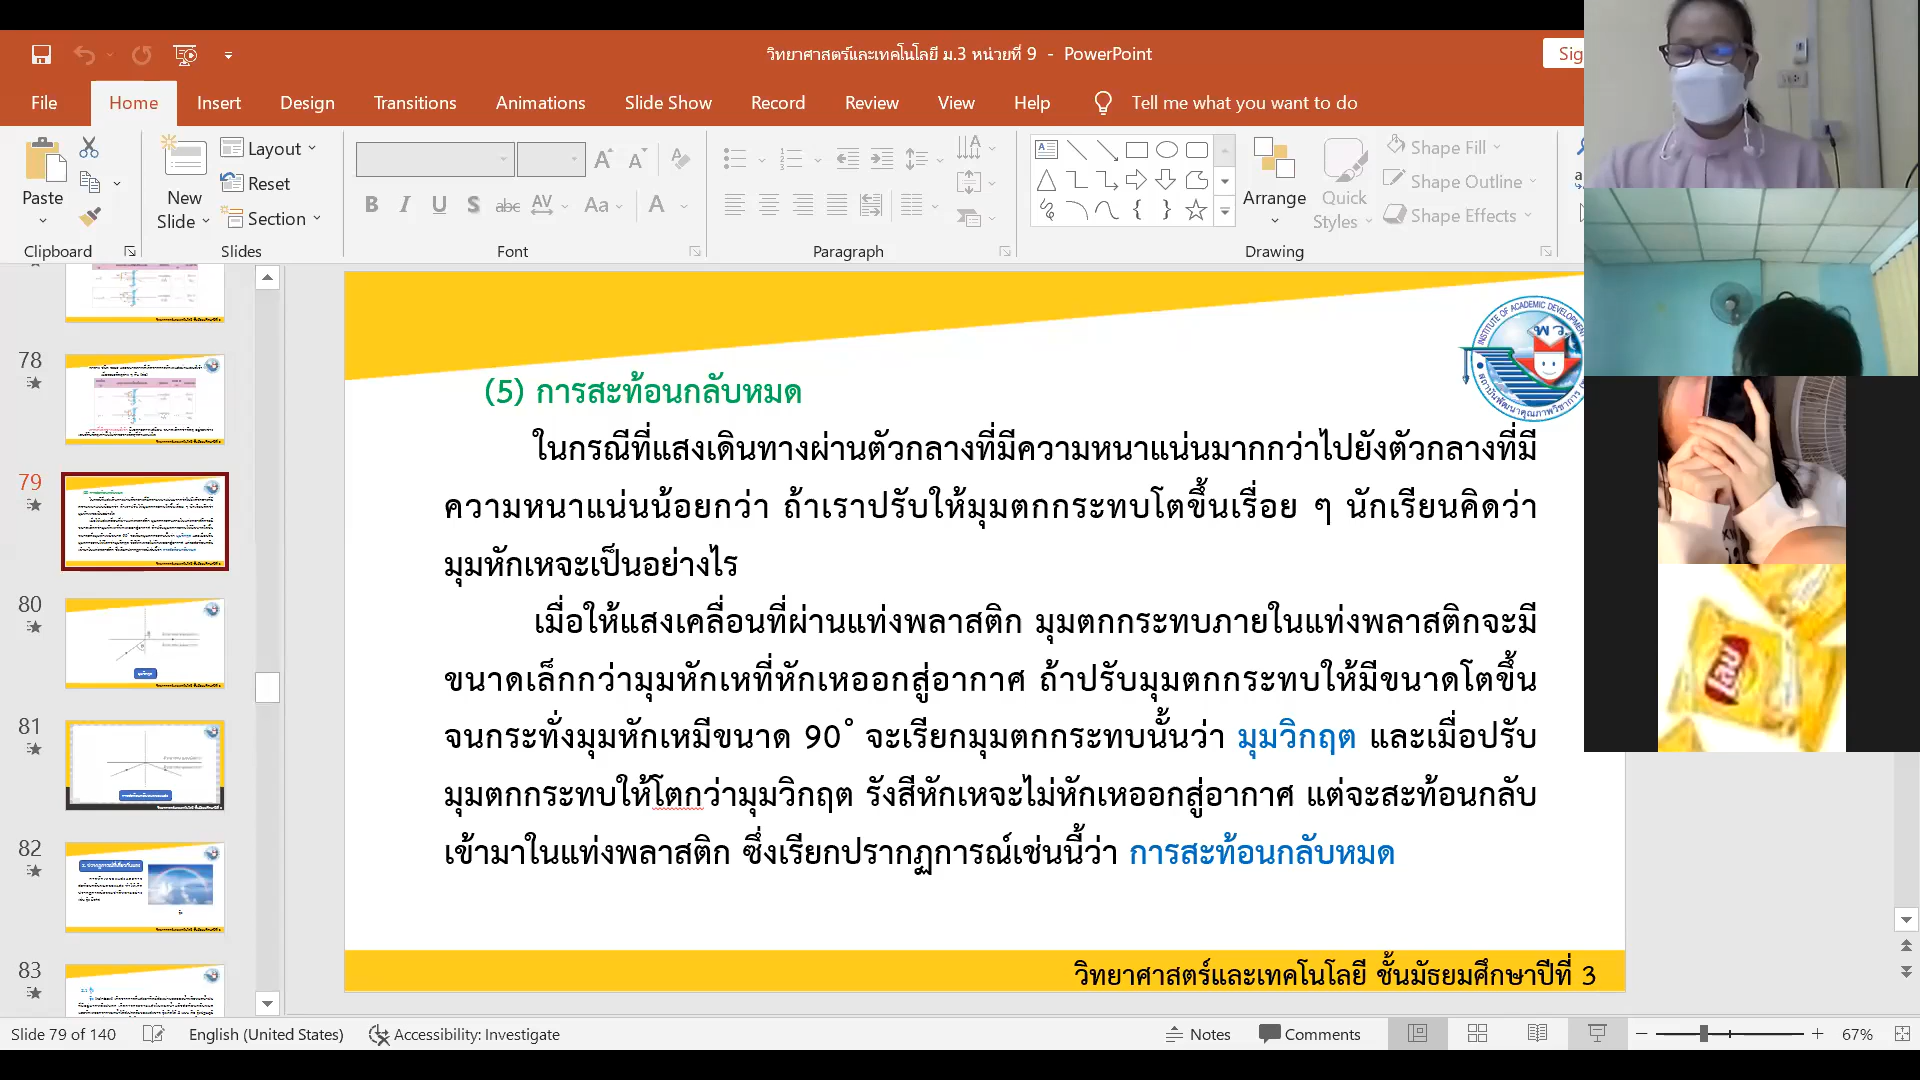 วิทยาศาสตร์และเทคโนโลยี ม.3 หน่วยที่ 9 - PowerPoint
File Home Insert Design Transitions Animations Slide Show Record Review View Help Tell me what you want to do
Paste
Clipboard
New Slide
Layout
Reset
Section
Slides
Font
Paragraph
Arrange
Quick Styles
Shape Fill
Shape Outline
Shape Effects
Drawing
78
79
80
81
82
83
(5) การสะท้อนกลับหมด
ในกรณีที่แสงเดินทางผ่านตัวกลางที่มีความหนาแน่นมากกว่าไปยังตัวกลางที่มี
ความหนาแน่นน้อยกว่า ถ้าเราปรับให้มุมตกกระทบโตขึ้นเรื่อย ๆ นักเรียนคิดว่า
มุมหักเหจะเป็นอย่างไร
เมื่อให้แสงเคลื่อนที่ผ่านแท่งพลาสติก มุมตกกระทบภายในแท่งพลาสติกจะมี
ขนาดเล็กกว่ามุมหักเหที่หักเหออกสู่อากาศ ถ้าปรับมุมตกกระทบให้มีขนาดโตขึ้น
จนกระทั่งมุมหักเหมีขนาด 90° จะเรียกมุมตกกระทบนั้นว่า มุมวิกฤต และเมื่อปรับ
มุมตกกระทบให้โตกว่ามุมวิกฤต รังสีหักเหจะไม่หักเหออกสู่อากาศ แต่จะสะท้อนกลับ
เข้ามาในแท่งพลาสติก ซึ่งเรียกปรากฏการณ์เช่นนี้ว่า การสะท้อนกลับหมด
วิทยาศาสตร์และเทคโนโลยี ชั้นมัธยมศึกษาปีที่ 3
INSTITUTE OF ACADEMIC DEVELOPMENT
พว.
Slide 79 of 140 English (United States) Accessibility: Investigate Notes Comments 67%